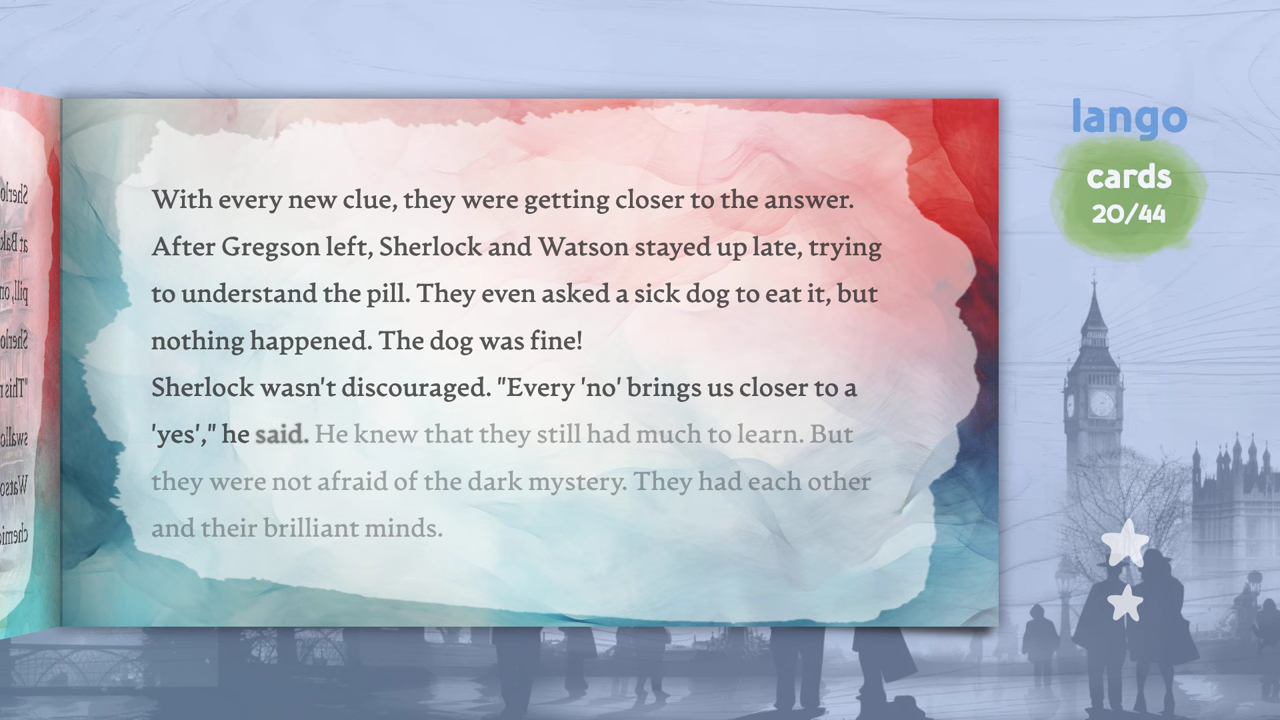 With every new clue, they were getting closer to the answer.
After Gregson left, Sherlock and Watson stayed up late, trying
to understand the pill. They even asked a sick dog to eat it, but
nothing happened. The dog was fine!
Sherlock wasn't discouraged. "Every 'no' brings us closer to a
'yes'," he said. He knew that they still had much to learn. But
they were not afraid of the dark mystery. They had each other
and their brilliant minds.
lango
cards
20/44